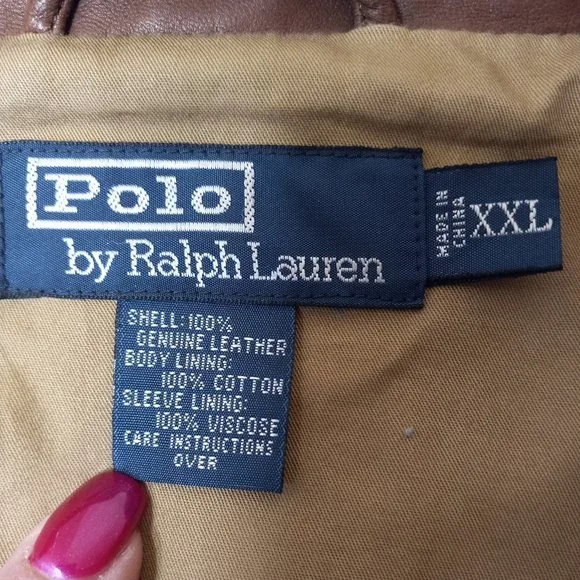 Polo
by Ralph Lauren
MADE IN
CHINA
XXL
SHELL: 100%
GENUINE LEATHER
BODY LINING:
100% COTTON
SLEEVE LINING:
100% VISCOSE
CARE INSTRUCTIONS
OVER